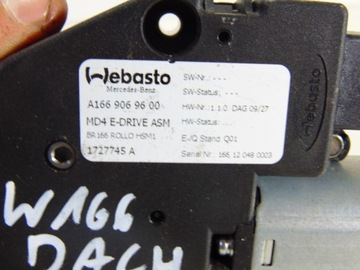 Webasto
Mercedes-Benz
A166 906 96 00
MD4 E-DRIVE ASM
BR166 ROLLO HSM1
1727745 A
SW-Nr.: ---
SW-Status: ---
HW-Nr.: 1.1.0 DAG 09/27
HW-Status: ...
E-/Q Stand Q01
Serial Nr. 166 12 048 0003
W166
DACH